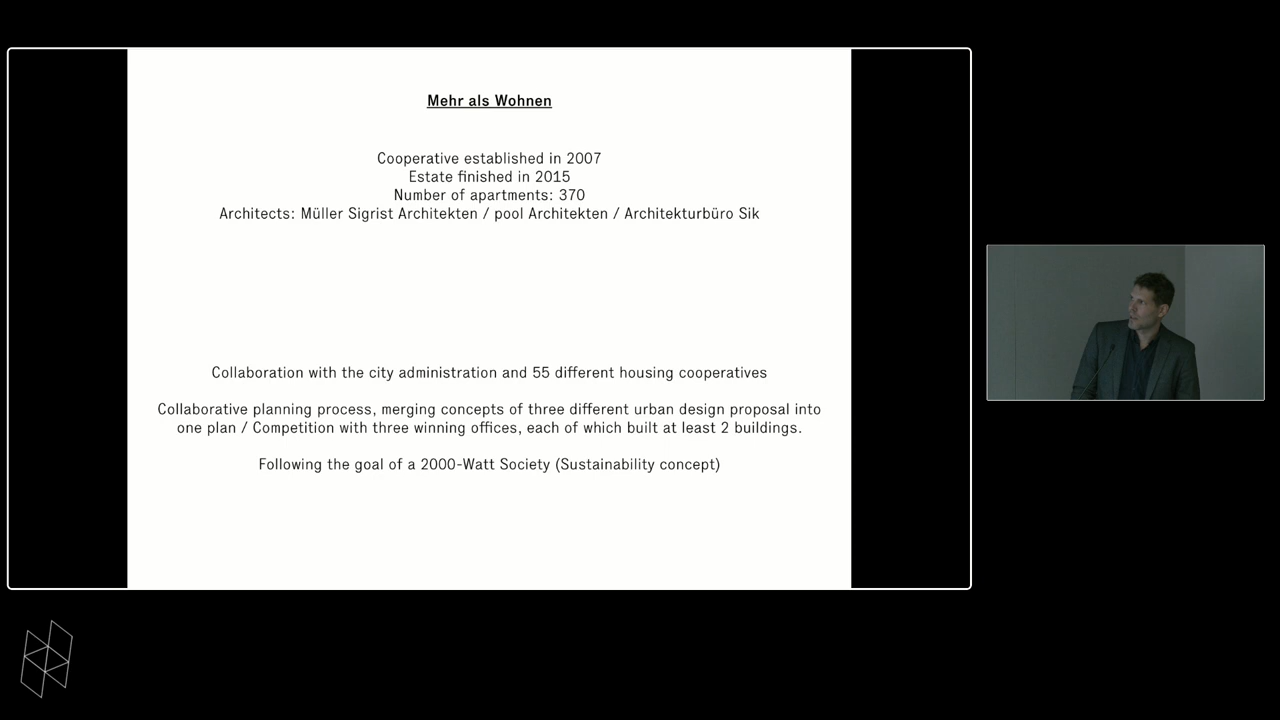 Mehr als Wohnen
Cooperative established in 2007
Estate finished in 2015
Number of apartments: 370
Architects: Müller Sigrist Architekten / pool Architekten / Architekturbüro Sik
Collaboration with the city administration and 55 different housing cooperatives
Collaborative planning process, merging concepts of three different urban design proposal into
one plan / Competition with three winning offices, each of which built at least 2 buildings.
Following the goal of a 2000-Watt Society (Sustainability concept)